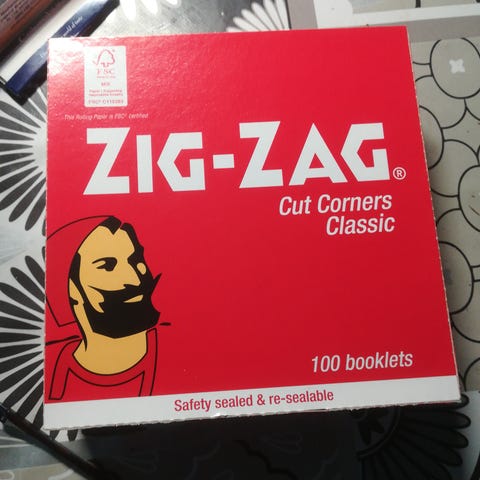 FSC
MIX
This Rolling Paper is FSC® certified
ZIG-ZAG®
Cut Corners
Classic
100 booklets
Safety sealed & re-sealable